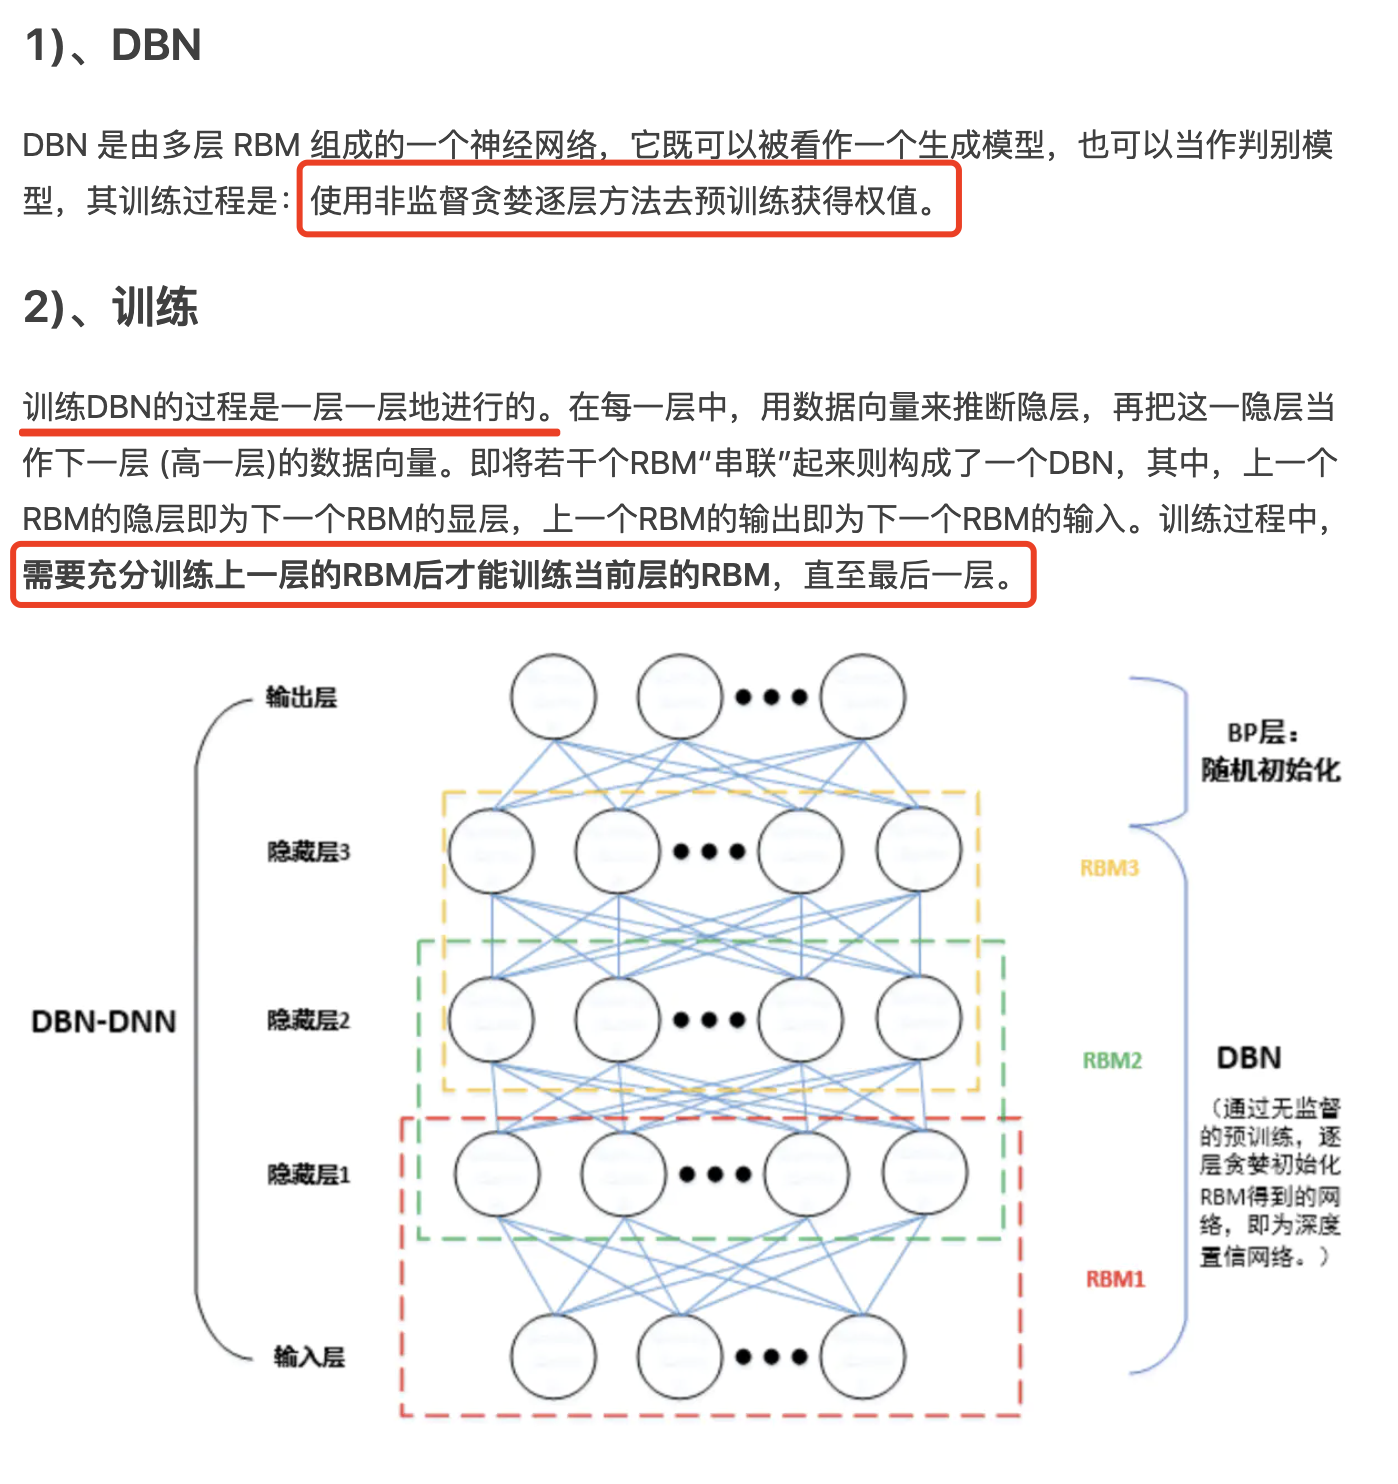 1)、DBN
DBN 是由多层 RBM 组成的一个神经网络，它既可以被看作一个生成模型，也可以当作判别模
型，其训练过程是：使用非监督贪婪逐层方法去预训练获得权值。
2)、训练
训练DBN的过程是一层一层地进行的。在每一层中，用数据向量来推断隐层，再把这一隐层当
作下一层 (高一层)的数据向量。即将若干个RBM“串联”起来则构成了一个DBN，其中，上一个
RBM的隐层即为下一个RBM的显层，上一个RBM的输出即为下一个RBM的输入。训练过程中，
需要充分训练上一层的RBM后才能训练当前层的RBM，直至最后一层。
输出层
BP层：
随机初始化
隐藏层3
RBM3
DBN-DNN
隐藏层2
RBM2
DBN
（通过无监督
的预训练，逐
层贪婪初始化
RBM得到的网
络，即为深度
置信网络。）
隐藏层1
RBM1
输入层